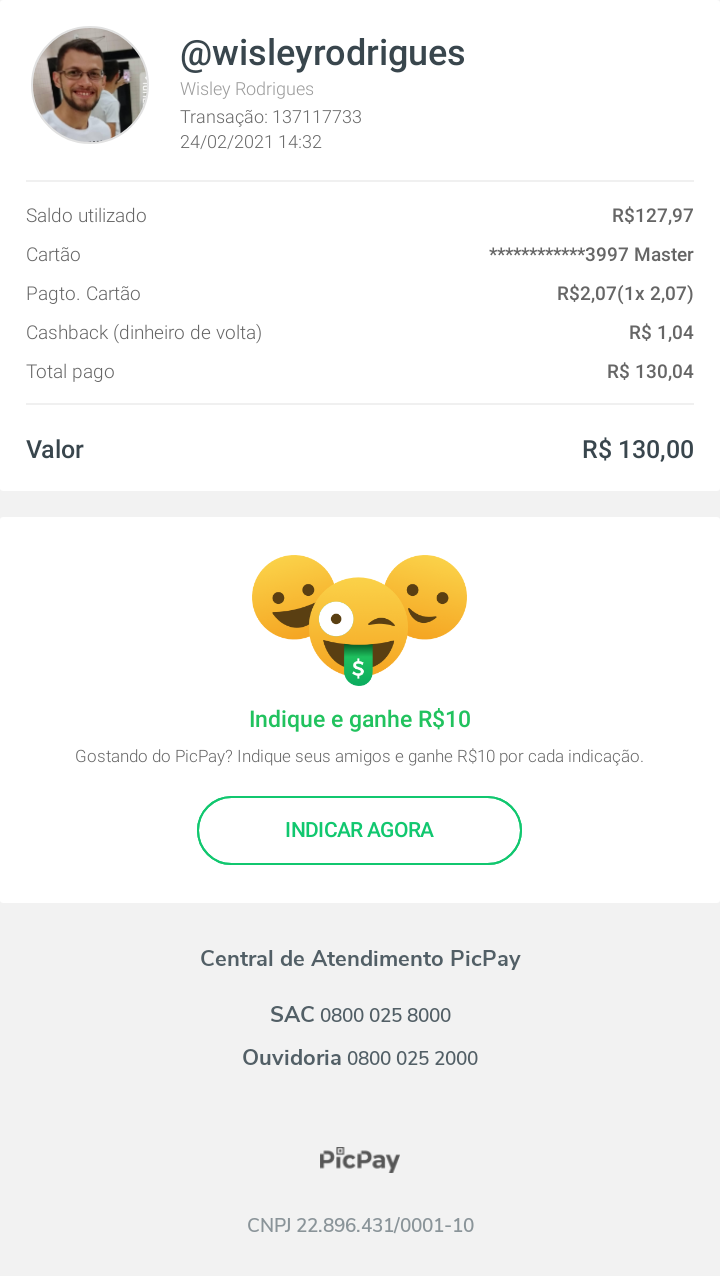 @wisleyrodrigues
Wisley Rodrigues
Transação: 137117733
24/02/2021 14:32
Saldo utilizado R$127,97
Cartão ************3997 Master
Pagto. Cartão R$2,07(1x 2,07)
Cashback (dinheiro de volta) R$ 1,04
Total pago R$ 130,04
Valor R$ 130,00
$
Indique e ganhe R$10
Gostando do PicPay? Indique seus amigos e ganhe R$10 por cada indicação.
INDICAR AGORA
Central de Atendimento PicPay
SAC 0800 025 8000
Ouvidoria 0800 025 2000
PicPay
CNPJ 22.896.431/0001-10